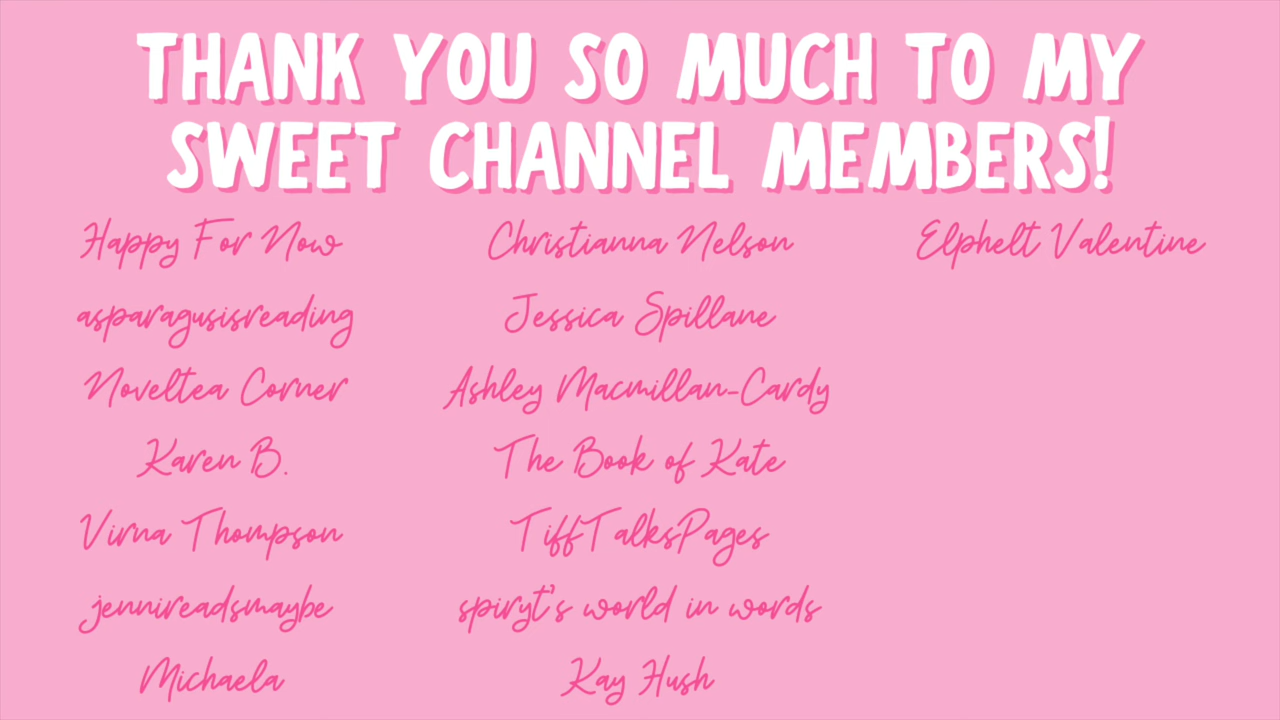 THANK YOU SO MUCH TO MY
SWEET CHANNEL MEMBERS!
Happy For Now
asparagusisreading
Noveltea Corner
Karen B.
Virna Thompson
jennireadsmaybe
Michaela
Christianna Nelson
Jessica Spillane
Ashley Macmillan-Cardy
The Book of Kate
TiffTalksPages
spiryt's world in words
Kay Hush
Elphelt Valentine